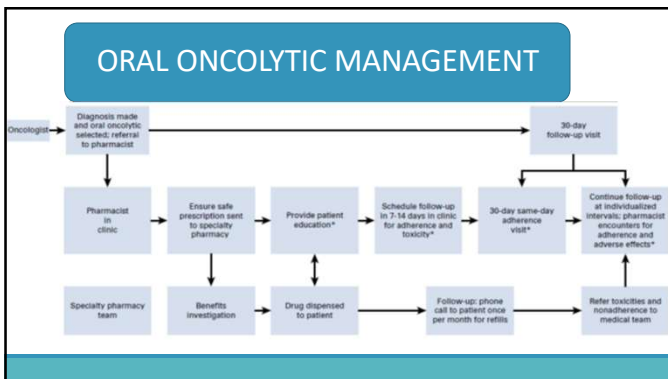 ORAL ONCOLYTIC MANAGEMENT
Oncologist
Diagnosis made
and oral oncolytic
selected; referral
to pharmacist
30-day
follow-up visit
Pharmacist
in
clinic
Ensure safe
prescription sent
to specialty
pharmacy
Provide patient
education*
Schedule follow-up
in 7-14 days in clinic
for adherence and
toxicity*
30-day same-day
adherence
visit*
Continue follow-up
at individualized
intervals; pharmacist
encounters for
adherence and
adverse effects*
Specialty pharmacy
team
Benefits
investigation
Drug dispensed
to patient
Follow-up: phone
call to patient once
per month for refills
Refer toxicities and
nonadherence to
medical team